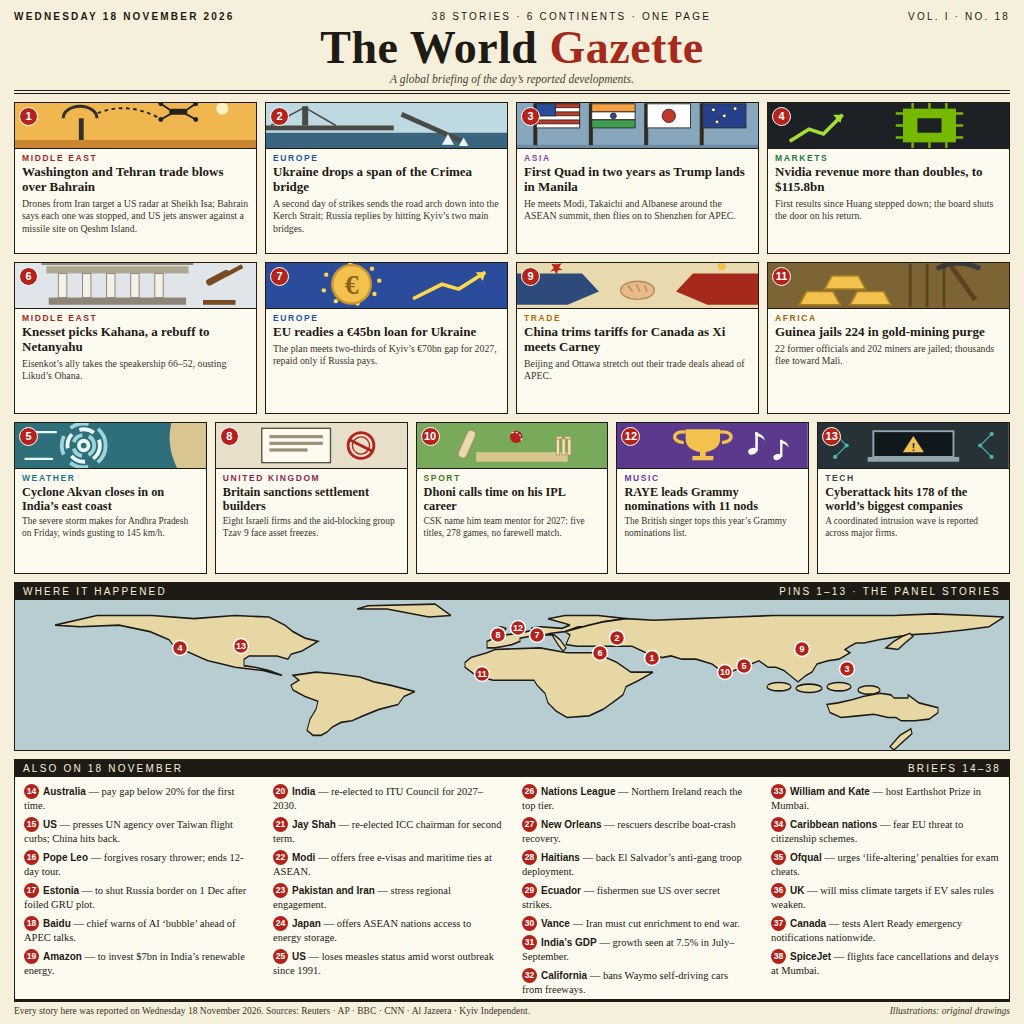 WEDNESDAY 18 NOVEMBER 2026
38 STORIES · 6 CONTINENTS · ONE PAGE
VOL. I · NO. 18
The World Gazette
A global briefing of the day's reported developments.
1
MIDDLE EAST
Washington and Tehran trade blows
over Bahrain
Drones from Iran target a US radar at Sheikh Isa; Bahrain
says each one was stopped, and US jets answer against a
missile site on Qeshm Island.
2
EUROPE
Ukraine drops a span of the Crimea
bridge
A second day of strikes sends the road arch down into the
Kerch Strait; Russia replies by hitting Kyiv's two main
bridges.
3
ASIA
First Quad in two years as Trump lands
in Manila
He meets Modi, Takaichi and Albanese around the
ASEAN summit, then flies on to Shenzhen for APEC.
4
MARKETS
Nvidia revenue more than doubles, to
$115.8bn
First results since Huang stepped down; the board shuts
the door on his return.
6
MIDDLE EAST
Knesset picks Kahana, a rebuff to
Netanyahu
Eisenkot's ally takes the speakership 66–52, ousting
Likud's Ohana.
7
€
EUROPE
EU readies a €45bn loan for Ukraine
The plan meets two-thirds of Kyiv's €70bn gap for 2027,
repaid only if Russia pays.
9
TRADE
China trims tariffs for Canada as Xi
meets Carney
Beijing and Ottawa stretch out their trade deals ahead of
APEC.
11
AFRICA
Guinea jails 224 in gold-mining purge
22 former officials and 202 miners are jailed; thousands
flee toward Mali.
5
WEATHER
Cyclone Akvan closes in on
India's east coast
The severe storm makes for Andhra Pradesh
on Friday, winds gusting to 145 km/h.
8
UNITED KINGDOM
Britain sanctions settlement
builders
Eight Israeli firms and the aid-blocking group
Tzav 9 face asset freezes.
10
SPORT
Dhoni calls time on his IPL
career
CSK name him team mentor for 2027: five
titles, 278 games, no farewell match.
12
MUSIC
RAYE leads Grammy
nominations with 11 nods
The British singer tops this year's Grammy
nominations list.
13
!
TECH
Cyberattack hits 178 of the
world's biggest companies
A coordinated intrusion wave is reported
across major firms.
WHERE IT HAPPENED
PINS 1–13 · THE PANEL STORIES
4
13
11
8
12
7
6
2
1
10
5
9
3
ALSO ON 18 NOVEMBER
BRIEFS 14–38
14 Australia — pay gap below 20% for the first
time.
15 US — presses UN agency over Taiwan flight
curbs; China hits back.
16 Pope Leo — forgives rosary thrower; ends 12-
day tour.
17 Estonia — to shut Russia border on 1 Dec after
foiled GRU plot.
18 Baidu — chief warns of AI 'bubble' ahead of
APEC talks.
19 Amazon — to invest $7bn in India's renewable
energy.
20 India — re-elected to ITU Council for 2027–
2030.
21 Jay Shah — re-elected ICC chairman for second
term.
22 Modi — offers free e-visas and maritime ties at
ASEAN.
23 Pakistan and Iran — stress regional
engagement.
24 Japan — offers ASEAN nations access to
energy storage.
25 US — loses measles status amid worst outbreak
since 1991.
26 Nations League — Northern Ireland reach the
top tier.
27 New Orleans — rescuers describe boat-crash
recovery.
28 Haitians — back El Salvador's anti-gang troop
deployment.
29 Ecuador — fishermen sue US over secret
strikes.
30 Vance — Iran must cut enrichment to end war.
31 India's GDP — growth seen at 7.5% in July–
September.
32 California — bans Waymo self-driving cars
from freeways.
33 William and Kate — host Earthshot Prize in
Mumbai.
34 Caribbean nations — fear EU threat to
citizenship schemes.
35 Ofqual — urges 'life-altering' penalties for exam
cheats.
36 UK — will miss climate targets if EV sales rules
weaken.
37 Canada — tests Alert Ready emergency
notifications nationwide.
38 SpiceJet — flights face cancellations and delays
at Mumbai.
Every story here was reported on Wednesday 18 November 2026. Sources: Reuters · AP · BBC · CNN · Al Jazeera · Kyiv Independent.
Illustrations: original drawings